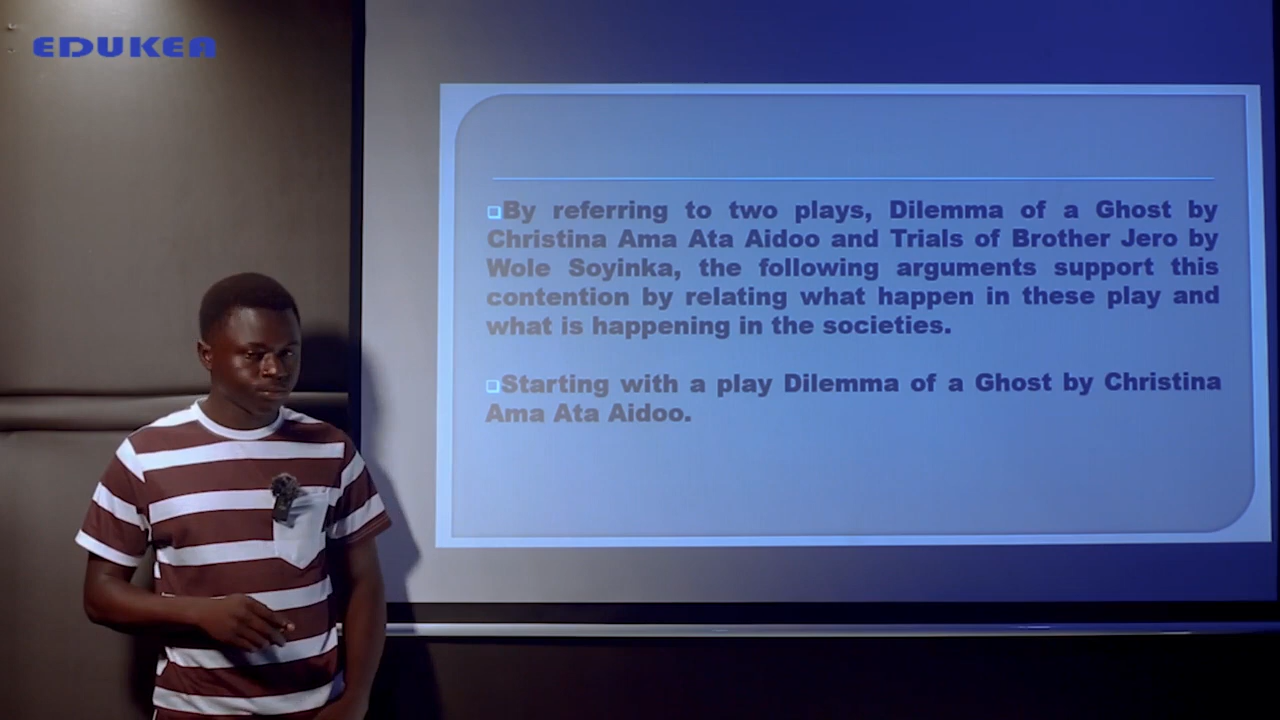 EDUKEA
❑By referring to two plays, Dilemma of a Ghost by
Christina Ama Ata Aidoo and Trials of Brother Jero by
Wole Soyinka, the following arguments support this
contention by relating what happen in these play and
what is happening in the societies.
❑Starting with a play Dilemma of a Ghost by Christina
Ama Ata Aidoo.